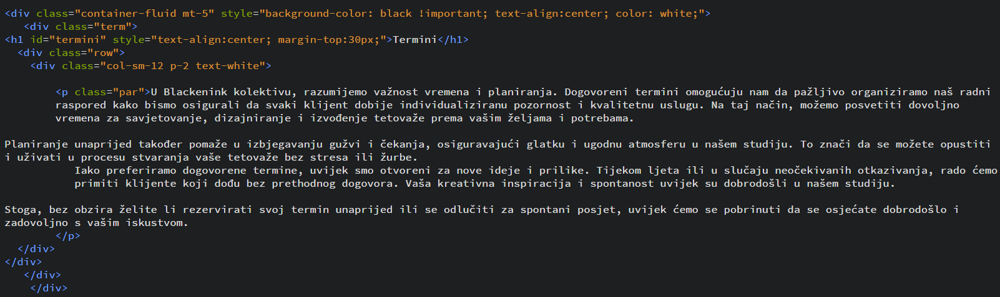 <div class="container-fluid mt-5" style="background-color: black !important; text-align:center; color: white;">
<div class="term">
<h1 id="termini" style="text-align:center; margin-top:30px;">Termini</h1>
<div class="row">
<div class="col-sm-12 p-2 text-white">
<p class="par">U Blackenink kolektivu, razumijemo važnost vremena i planiranja. Dogovoreni termini omogućuju nam da pažljivo organiziramo naš radni
raspored kako bismo osigurali da svaki klijent dobije individualiziranu pozornost i kvalitetnu uslugu. Na taj način, možemo posvetiti dovoljno
vremena za savjetovanje, dizajniranje i izvođenje tetovaže prema vašim željama i potrebama.
Planiranje unaprijed također pomaže u izbjegavanju gužvi i čekanja, osiguravajući glatku i ugodnu atmosferu u našem studiju. To znači da se možete opustiti
i uživati u procesu stvaranja vaše tetovaže bez stresa ili žurbe.
Iako preferiramo dogovorene termine, uvijek smo otvoreni za nove ideje i prilike. Tijekom ljeta ili u slučaju neočekivanih otkazivanja, rado ćemo
primiti klijente koji dođu bez prethodnog dogovora. Vaša kreativna inspiracija i spontanost uvijek su dobrodošli u našem studiju.
Stoga, bez obzira želite li rezervirati svoj termin unaprijed ili se odlučiti za spontani posjet, uvijek ćemo se pobrinuti da se osjećate dobrodošlo i
zadovoljno s vašim iskustvom.
</p>
</div>
</div>
</div>
</div>